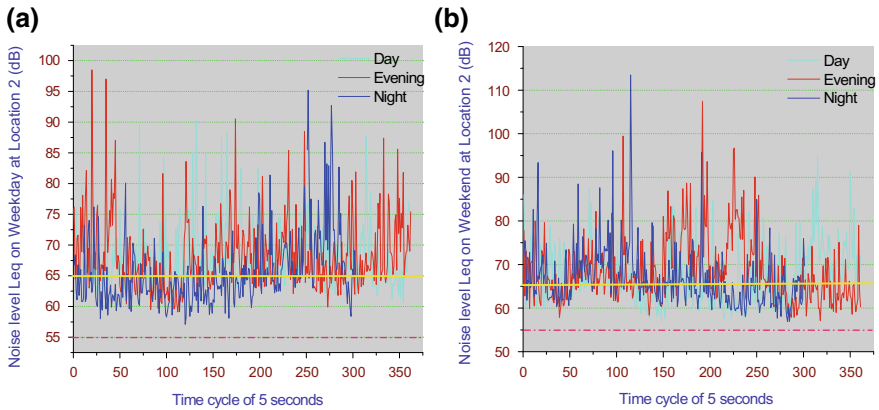 (a)
Noise level Leq on Weekday at Location 2 (dB)
100
95
90
85
80
75
70
65
60
55
Day
Evening
Night
0 50 100 150 200 250 300 350
Time cycle of 5 seconds
(b)
Noise level Leq on Weekend at Location 2 (dB)
120
110
100
90
80
70
60
50
Day
Evening
Night
0 50 100 150 200 250 300 350
Time cycle of 5 seconds